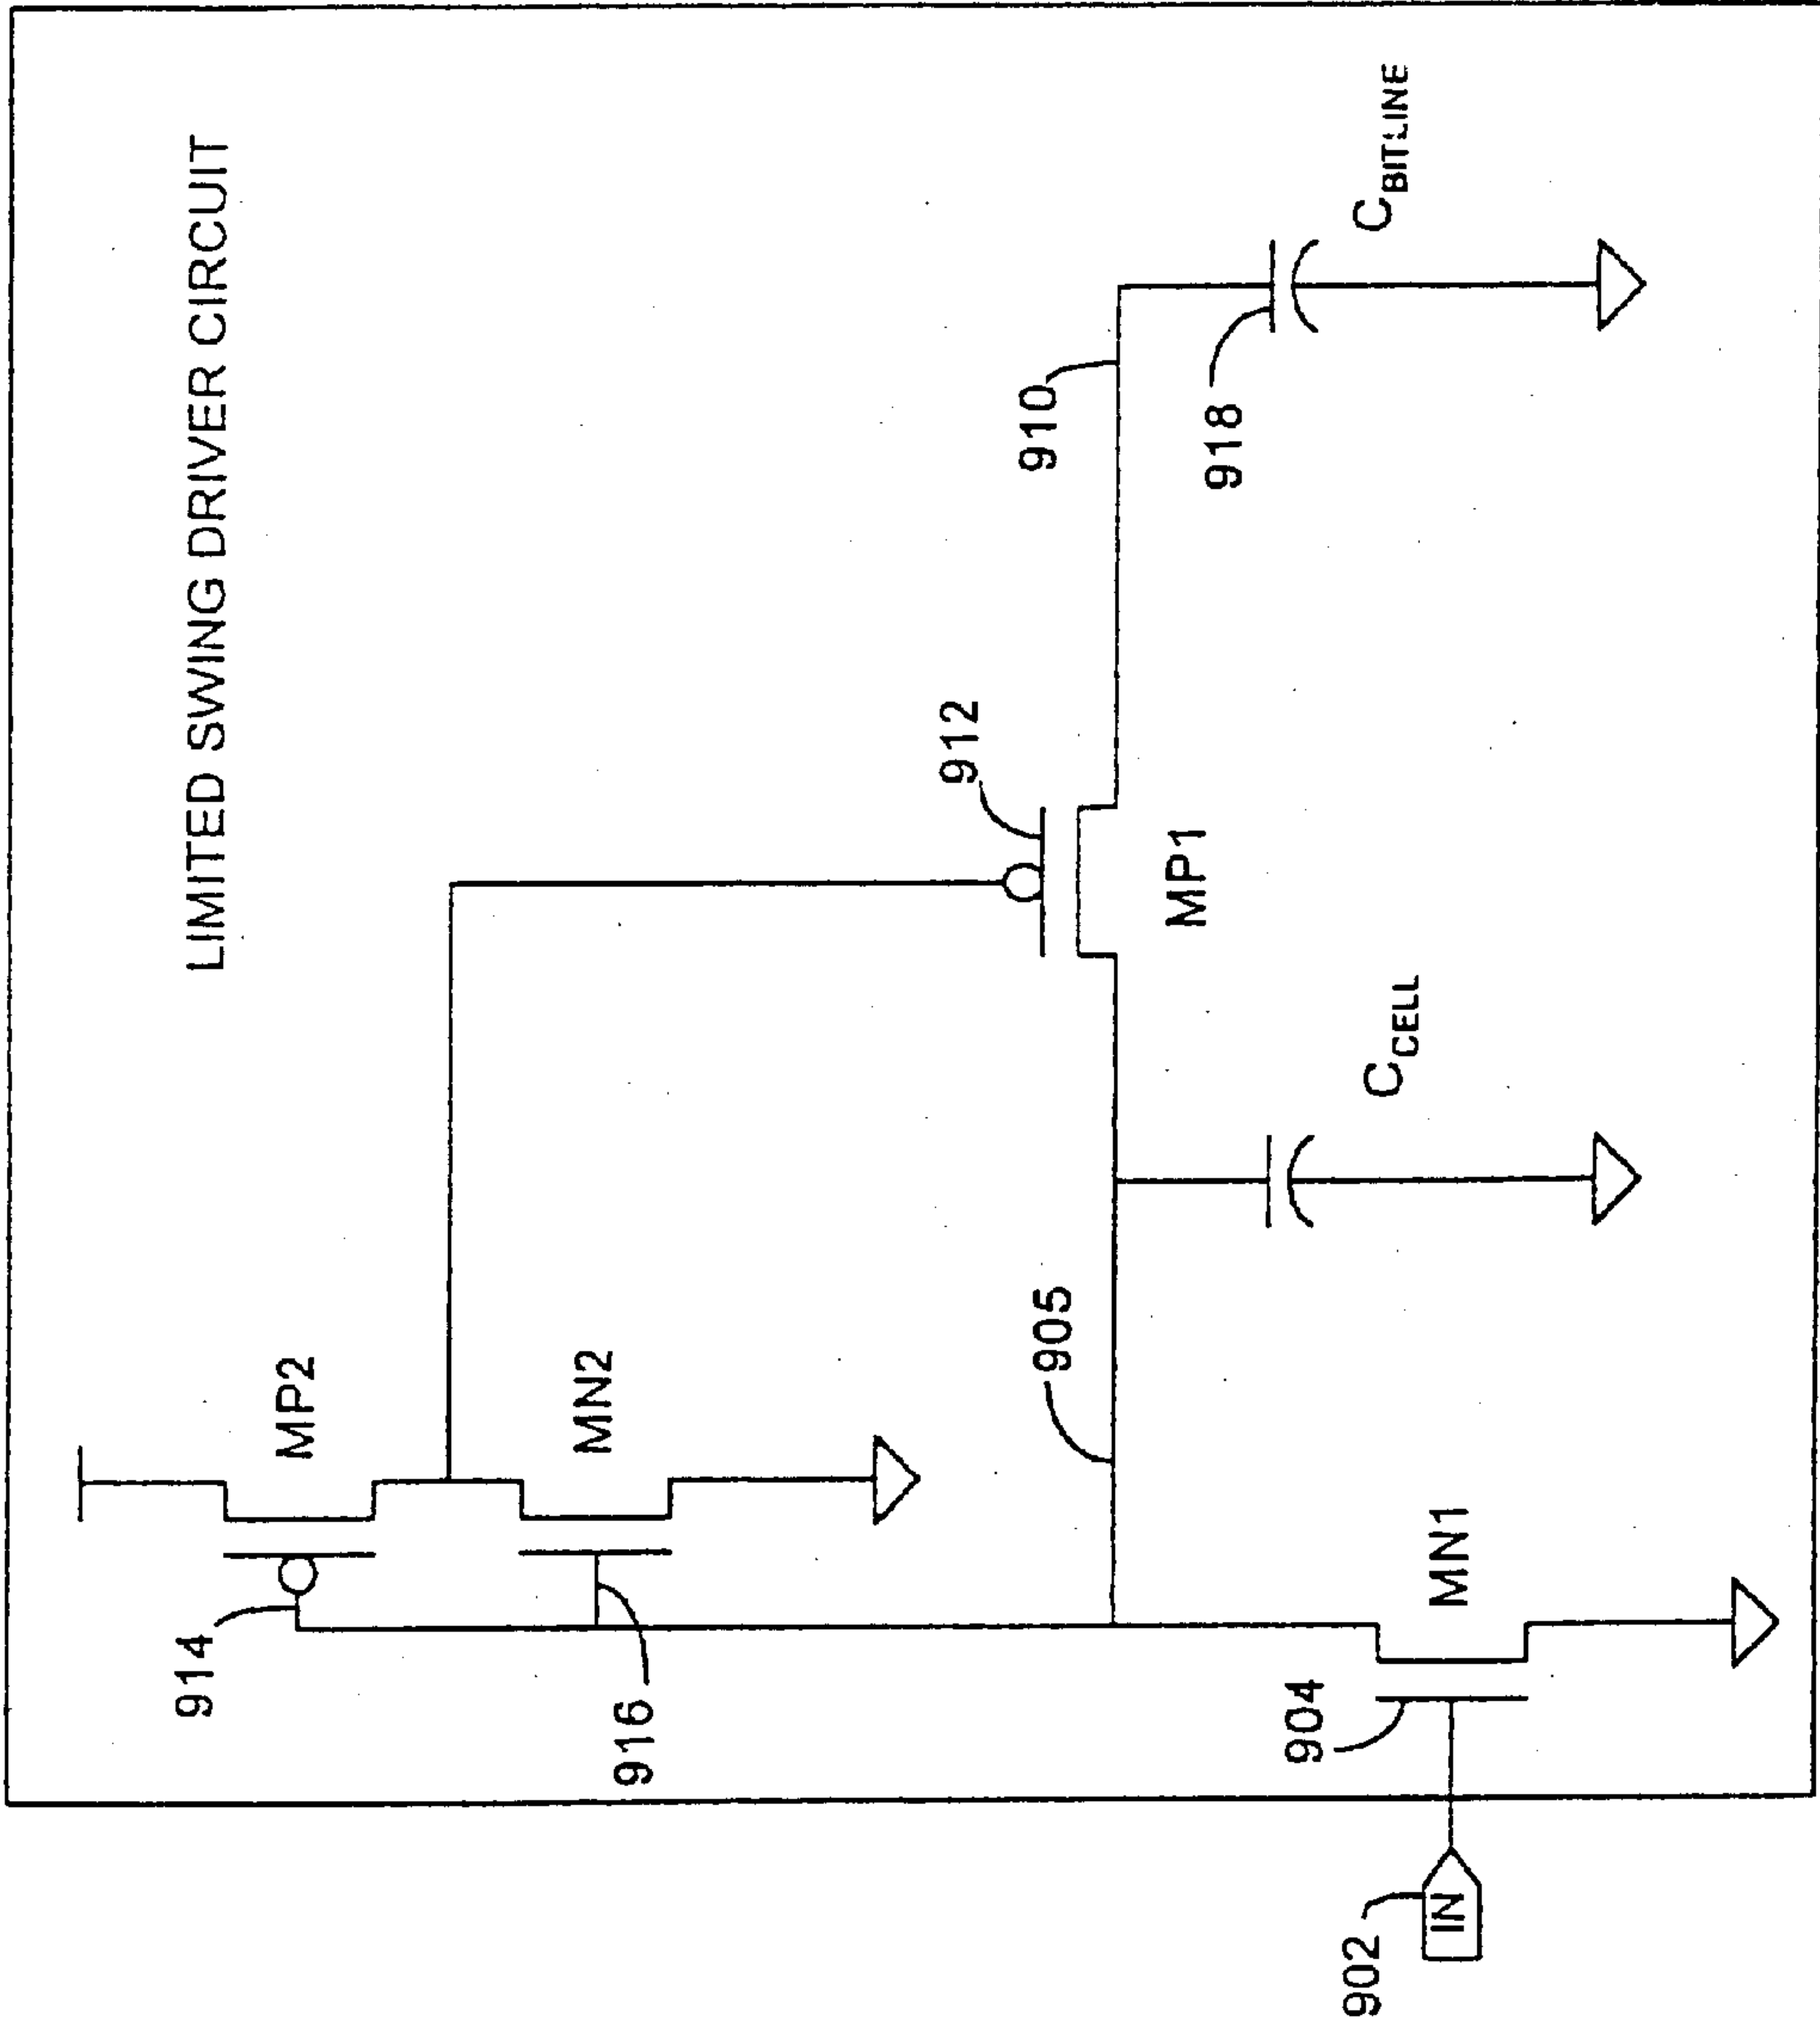 LIMITED SWING DRIVER CIRCUIT
914
MP2
916
MN2
912
MP1
905
910
918
C_BITLINE
C_CELL
904
MN1
902
IN